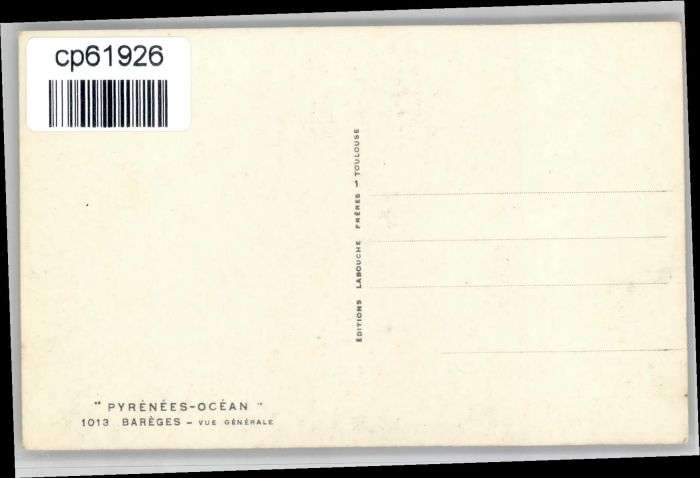 cp61926
ÉDITIONS LABOUCHE FRÈRES – TOULOUSE
" PYRÉNÉES-OCÉAN "
1013 BARÈGES – VUE GÉNÉRALE